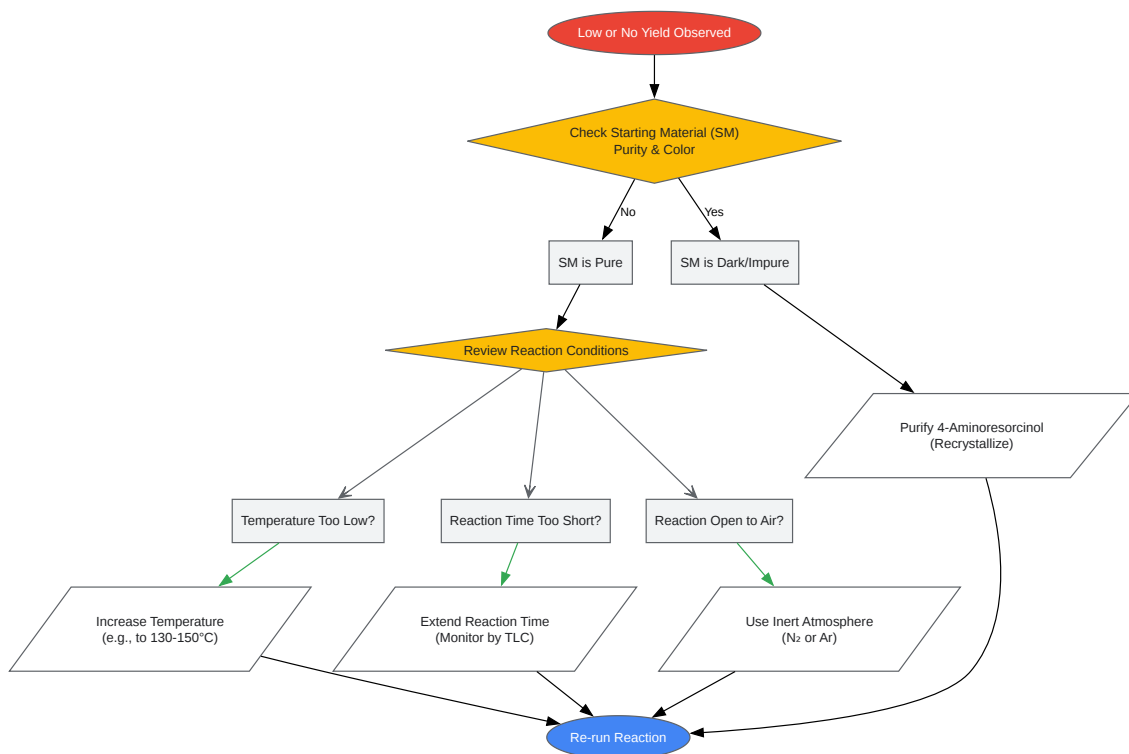 Low or No Yield Observed
Check Starting Material (SM)
Purity & Color
No
Yes
SM is Pure
SM is Dark/Impure
Review Reaction Conditions
Purify 4-Aminoresorcinol
(Recrystallize)
Temperature Too Low?
Reaction Time Too Short?
Reaction Open to Air?
Increase Temperature
(e.g., to 130-150°C)
Extend Reaction Time
(Monitor by TLC)
Use Inert Atmosphere
(N₂ or Ar)
Re-run Reaction